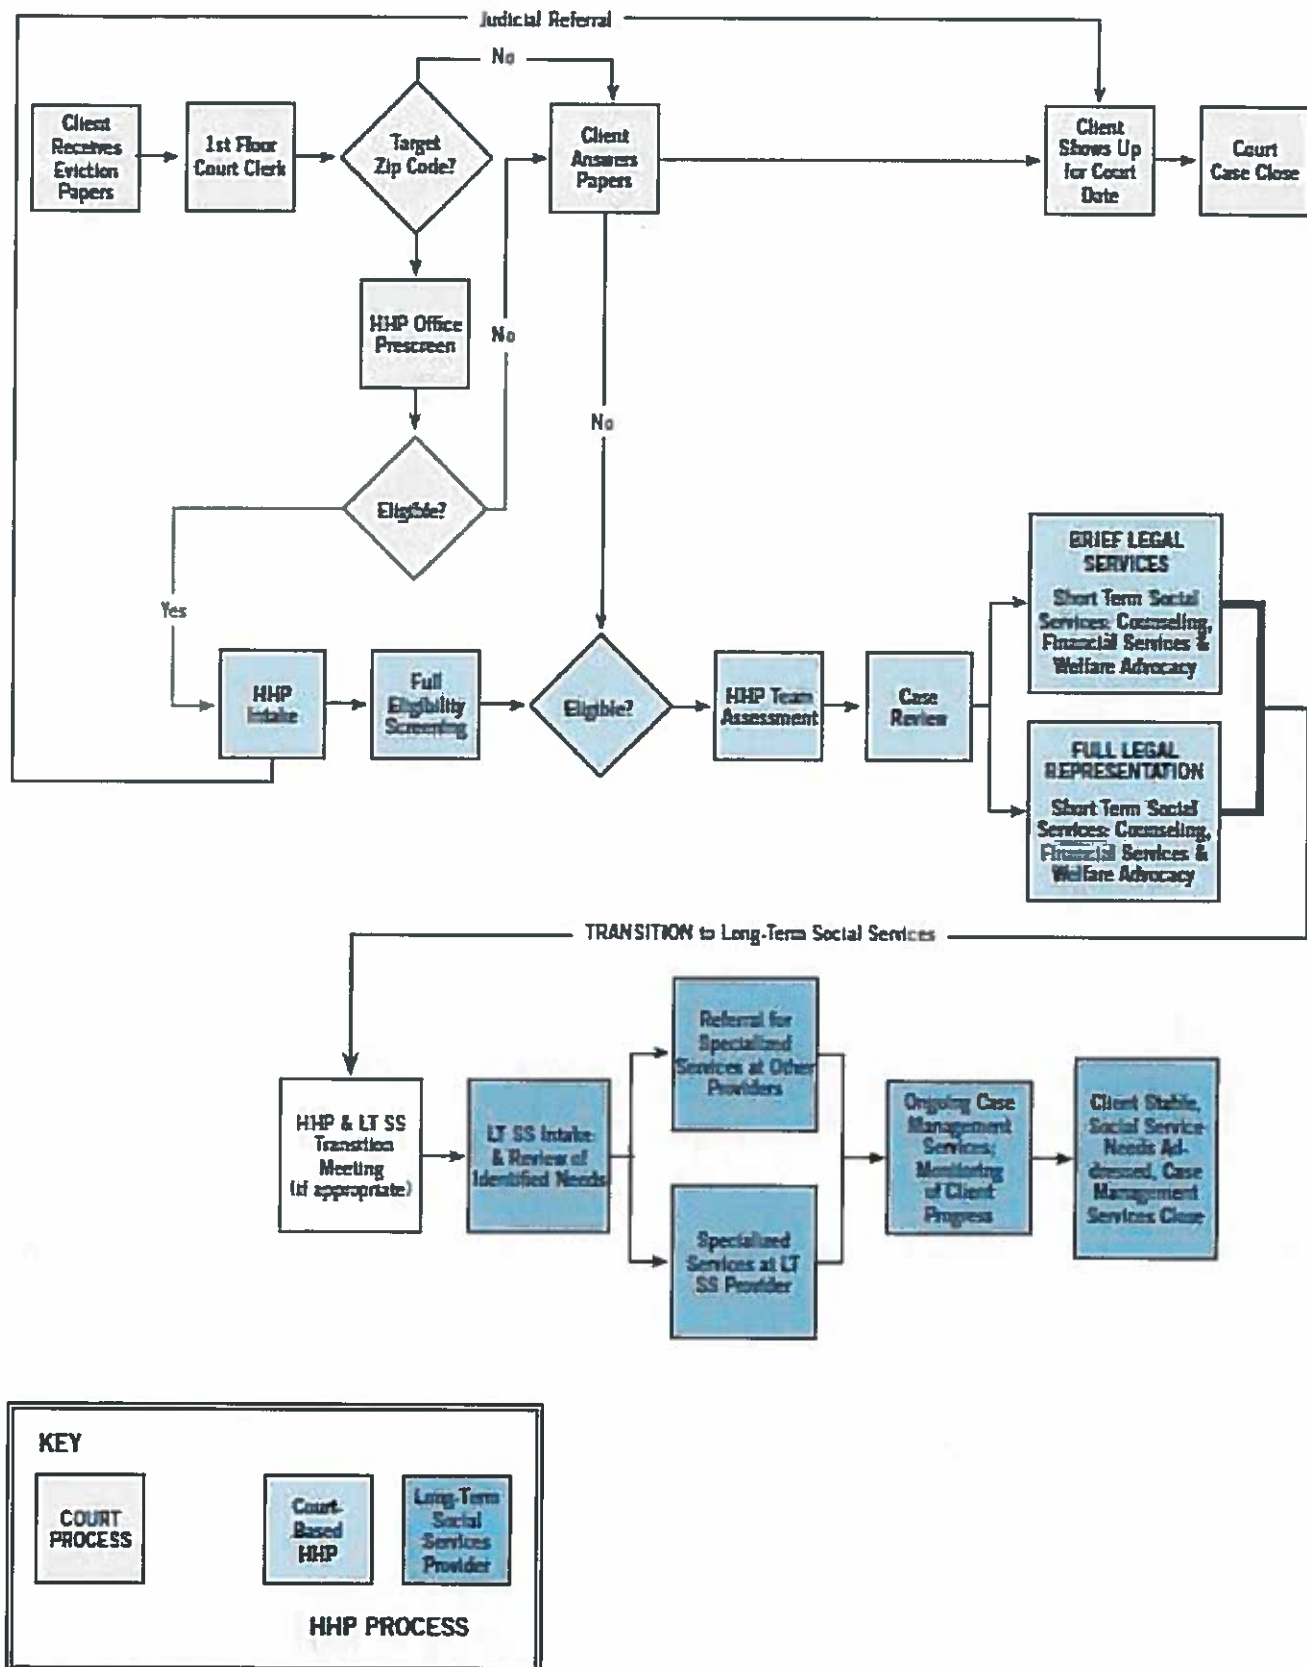 Judicial Referral
No
Client
Receives
Eviction
Papers
1st Floor
Court Clerk
Target
Zip Code?
Client
Answers
Papers
Client
Shows Up
for Court
Date
Court
Case Close
HHP Office
Prescreen
No
No
Eligible?
Yes
HHP
Intake
Full
Eligibility
Screening
Eligible?
HHP Team
Assessment
Case
Review
BRIEF LEGAL
SERVICES
Short Term Social
Services: Counseling,
Financial Services &
Welfare Advocacy
FULL LEGAL
REPRESENTATION
Short Term Social
Services: Counseling,
Financial Services &
Welfare Advocacy
TRANSITION to Long-Term Social Services
HHP & LT SS
Transition
Meeting
(if appropriate)
LT SS Intake
& Review of
Identified Needs
Referral for
Specialized
Services at Other
Providers
Specialized
Services at LT
SS Provider
Ongoing Case
Management
Services;
Monitoring
of Client
Progress
Client Stable,
Social Service
Needs Ad-
dressed, Case
Management
Services Close
KEY
COURT
PROCESS
Court-
Based
HHP
Long-Term
Social
Services
Provider
HHP PROCESS